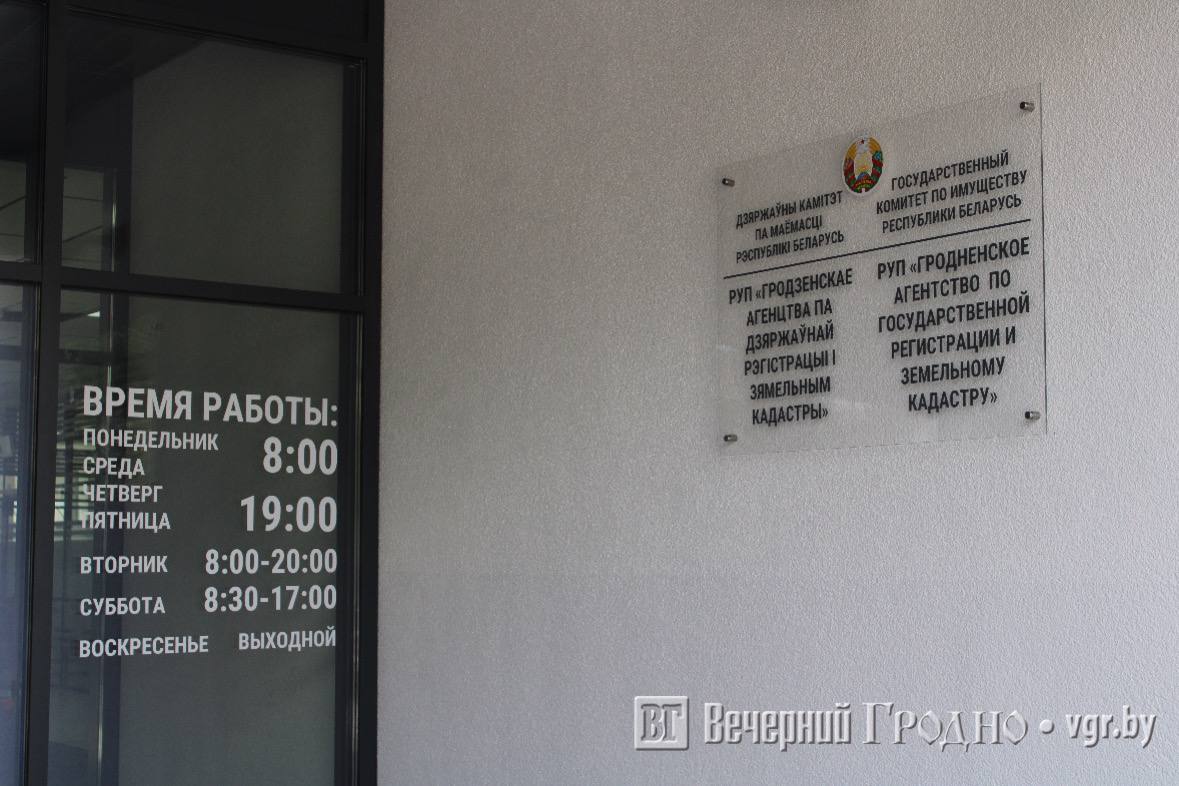 ВРЕМЯ РАБОТЫ:
ПОНЕДЕЛЬНИК
СРЕДА
8:00
ЧЕТВЕРГ
ПЯТНИЦА
19:00
ВТОРНИК 8:00-20:00
СУББОТА 8:30-17:00
ВОСКРЕСЕНЬЕ ВЫХОДНОЙ
ДЗЯРЖАЎНЫ КАМІТЭТ
ПА МАЁМАСЦІ
РЭСПУБЛІКІ БЕЛАРУСЬ
РУП «ГРОДЗЕНСКАЕ
АГЕНЦТВА ПА
ДЗЯРЖАЎНАЙ
РЭГІСТРАЦЫІ І
ЗЯМЕЛЬНЫМ
КАДАСТРЫ»
ГОСУДАРСТВЕННЫЙ
КОМИТЕТ ПО ИМУЩЕСТВУ
РЕСПУБЛИКИ БЕЛАРУСЬ
РУП «ГРОДНЕНСКОЕ
АГЕНТСТВО ПО
ГОСУДАРСТВЕННОЙ
РЕГИСТРАЦИИ И
ЗЕМЕЛЬНОМУ
КАДАСТРУ»
ВГ Вечерний Гродно • vgr.by